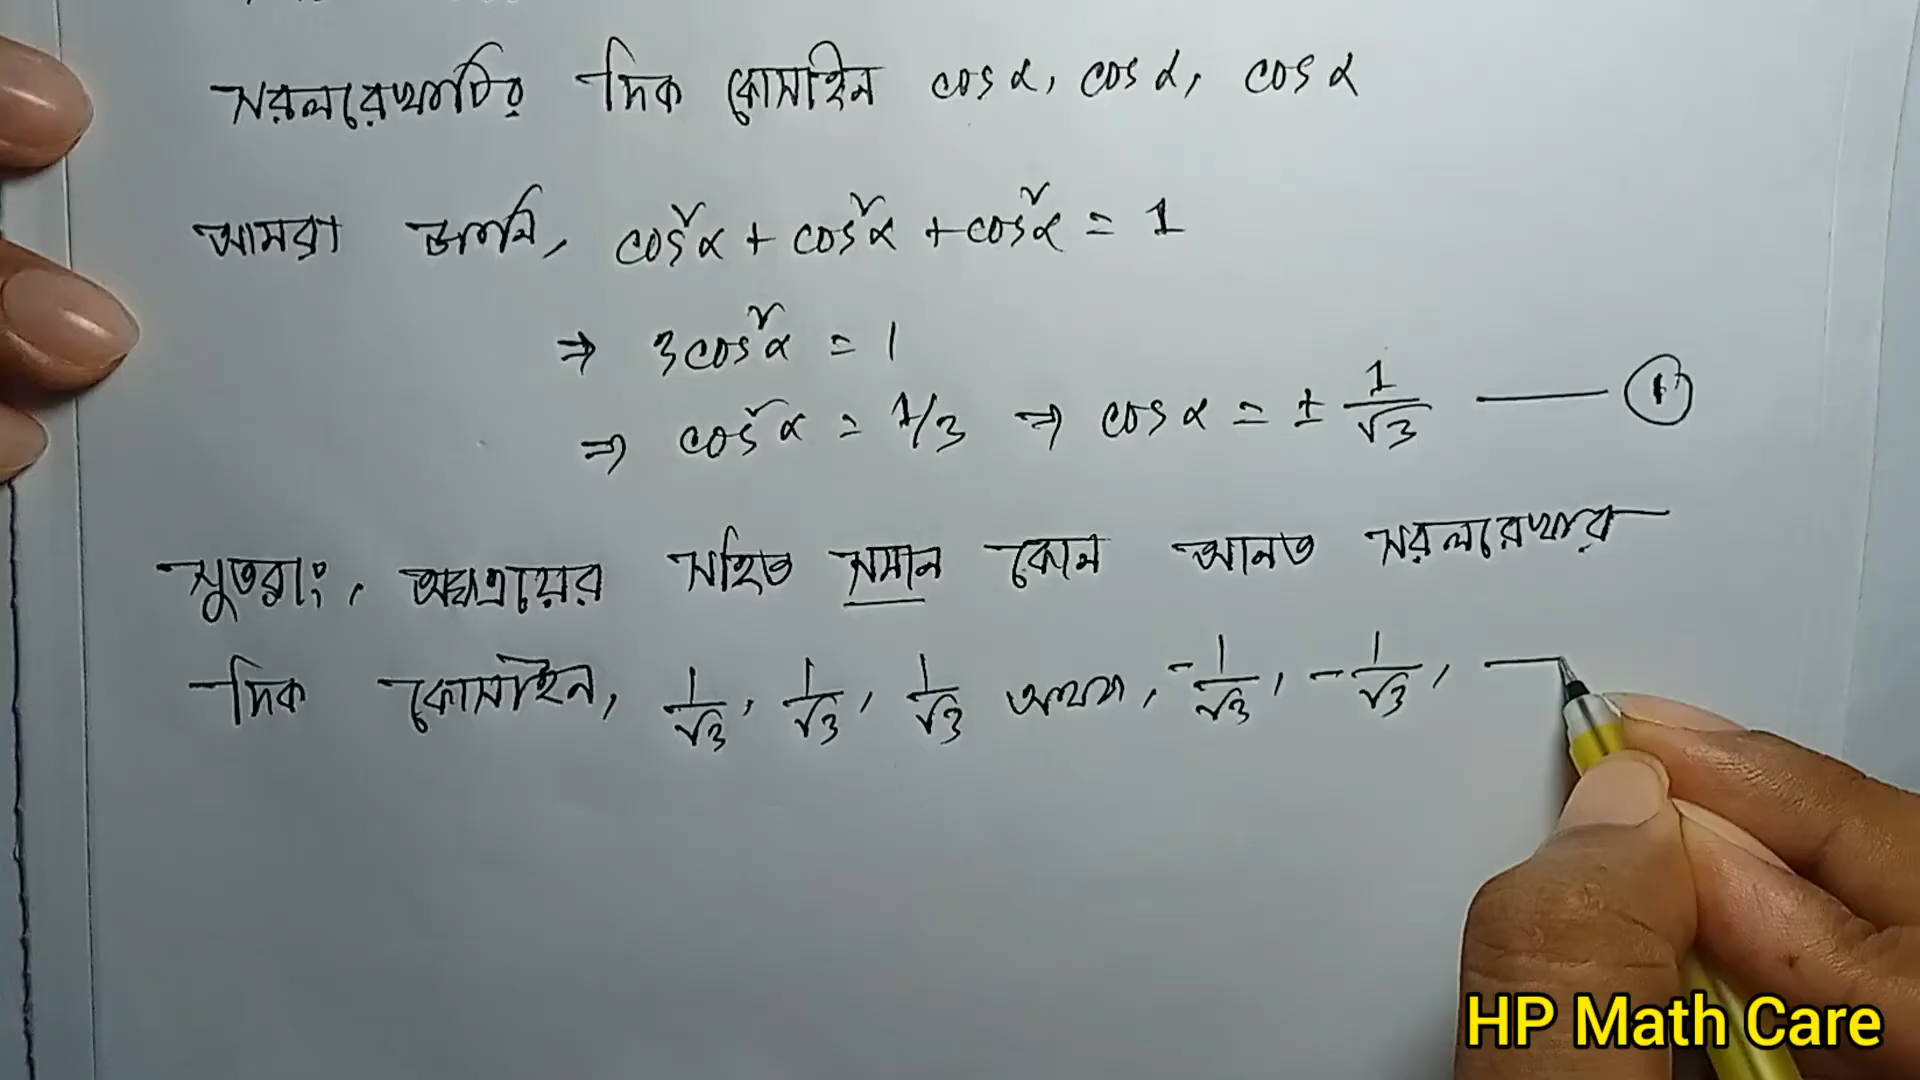 সরলরেখাটির দিক কোসাইন cos α, cos α, cos α
আমরা জানি, cos²α + cos²α + cos²α = 1
⇒ 3cos²α = 1
⇒ cos²α = 1/3 ⇒ cos α = ± 1/√3 —— ①
সুতরাং, অক্ষত্রয়ের সহিত সমান কোন আনত সরলরেখার
দিক কোসাইন, 1/√3, 1/√3, 1/√3 অথবা, -1/√3, -1/√3, —
HP Math Care